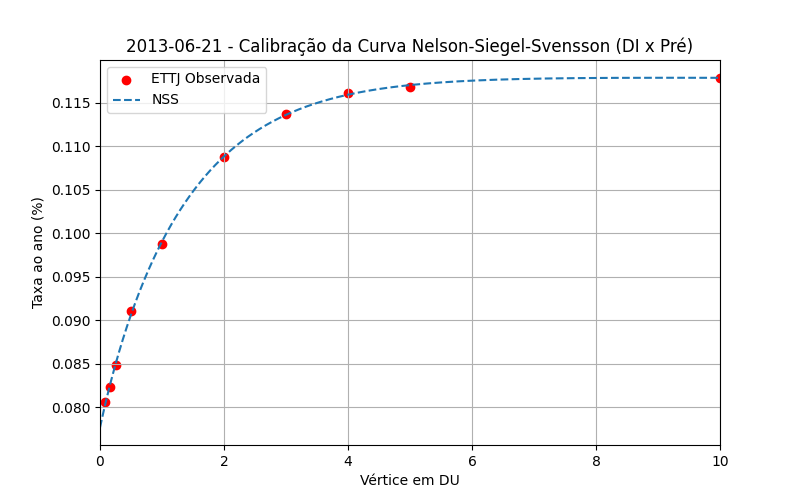 2013-06-21 - Calibração da Curva Nelson-Siegel-Svensson (DI x Pré)
ETTJ Observada
NSS
Taxa ao ano (%)
0.115
0.110
0.105
0.100
0.095
0.090
0.085
0.080
0 2 4 6 8 10
Vértice em DU